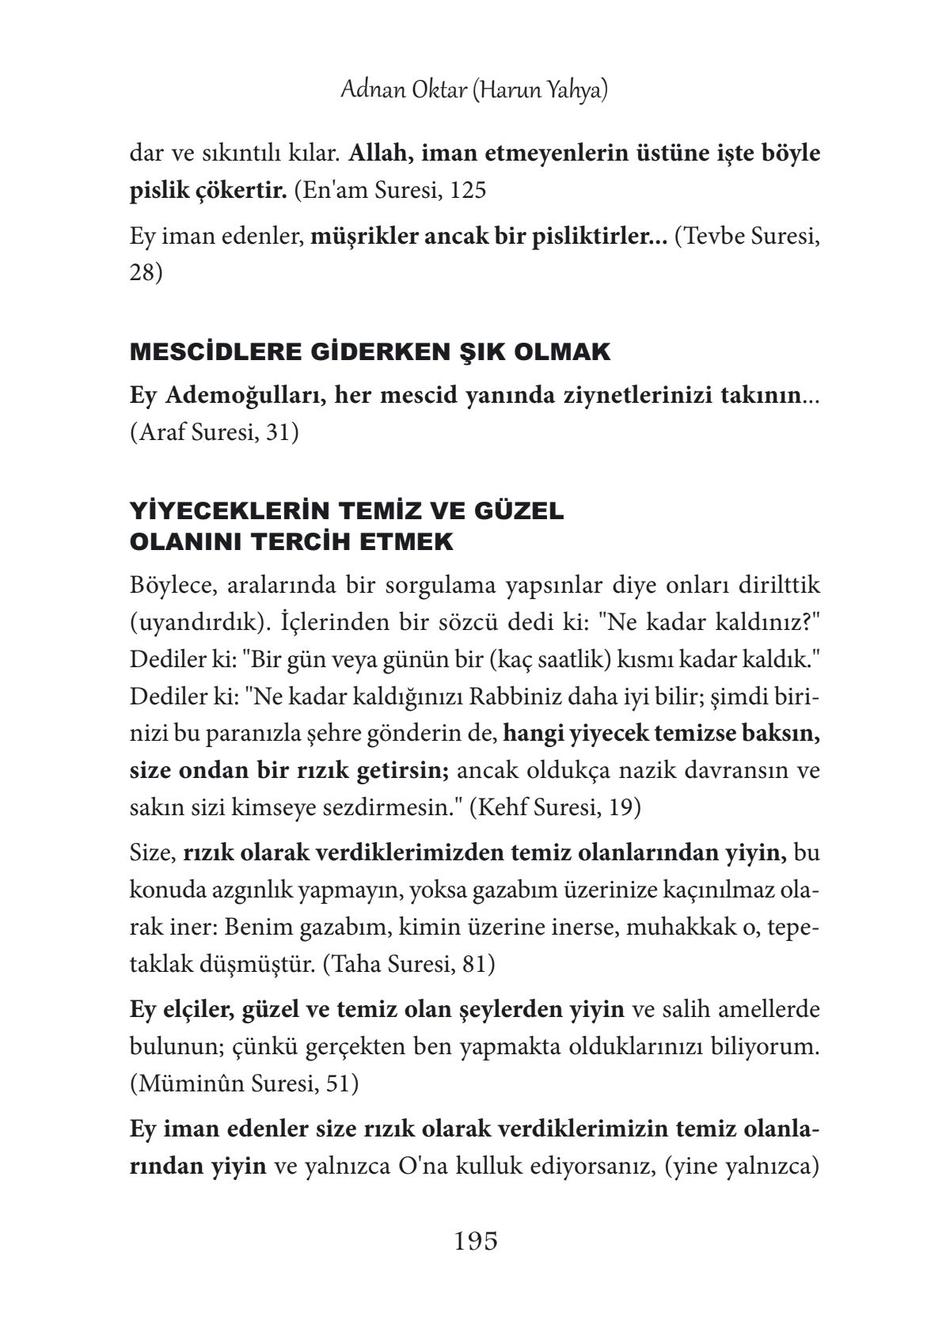 Adnan Oktar (Harun Yahya)
dar ve sıkıntılı kılar. Allah, iman etmeyenlerin üstüne işte böyle
pislik çökertir. (En'am Suresi, 125
Ey iman edenler, müşrikler ancak bir pisliktirler... (Tevbe Suresi,
28)
MESCİDLERE GİDERKEN ŞIK OLMAK
Ey Ademoğulları, her mescid yanında ziynetlerinizi takının...
(Araf Suresi, 31)
YİYECEKLERİN TEMİZ VE GÜZEL
OLANINI TERCİH ETMEK
Böylece, aralarında bir sorgulama yapsınlar diye onları dirilttik
(uyandırdık). İçlerinden bir sözcü dedi ki: "Ne kadar kaldınız?"
Dediler ki: "Bir gün veya günün bir (kaç saatlik) kısmı kadar kaldık."
Dediler ki: "Ne kadar kaldığınızı Rabbiniz daha iyi bilir; şimdi biri-
nizi bu paranızla şehre gönderin de, hangi yiyecek temizse baksın,
size ondan bir rızık getirsin; ancak oldukça nazik davransın ve
sakın sizi kimseye sezdirmesin." (Kehf Suresi, 19)
Size, rızık olarak verdiklerimizden temiz olanlarından yiyin, bu
konuda azgınlık yapmayın, yoksa gazabım üzerinize kaçınılmaz ola-
rak iner: Benim gazabım, kimin üzerine inerse, muhakkak o, tepe-
taklak düşmüştür. (Taha Suresi, 81)
Ey elçiler, güzel ve temiz olan şeylerden yiyin ve salih amellerde
bulunun; çünkü gerçekten ben yapmakta olduklarınızı biliyorum.
(Müminûn Suresi, 51)
Ey iman edenler size rızık olarak verdiklerimizin temiz olanla-
rından yiyin ve yalnızca O'na kulluk ediyorsanız, (yine yalnızca)
195